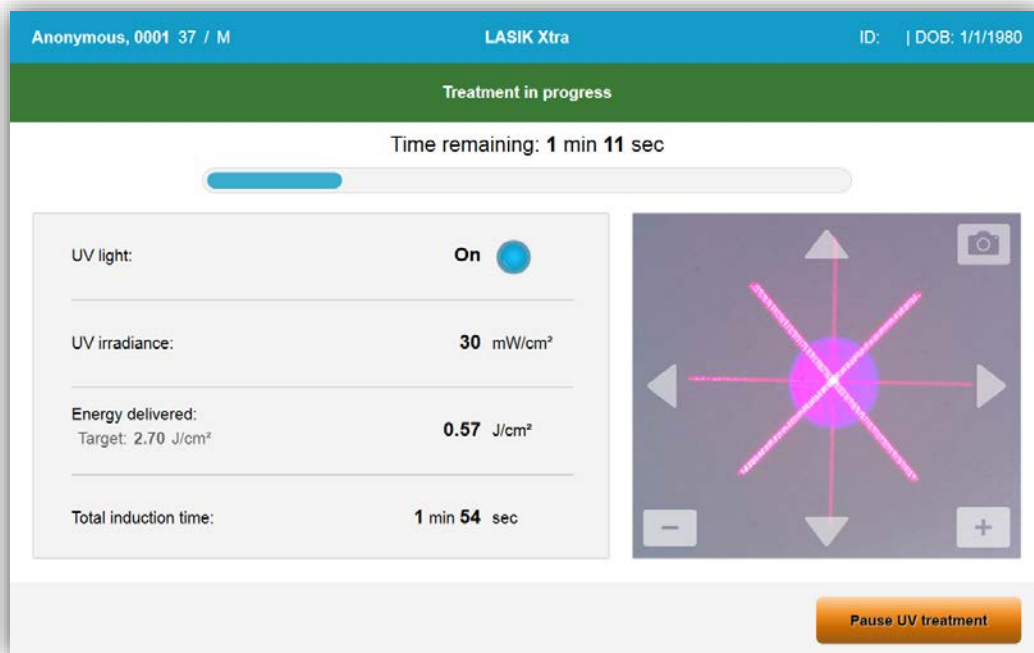 Anonymous, 0001 37 / M LASIK Xtra ID: | DOB: 1/1/1980
Treatment in progress
Time remaining: 1 min 11 sec
UV light: On
UV irradiance: 30 mW/cm²
Energy delivered:
Target: 2.70 J/cm²
0.57 J/cm²
Total induction time: 1 min 54 sec
Pause UV treatment